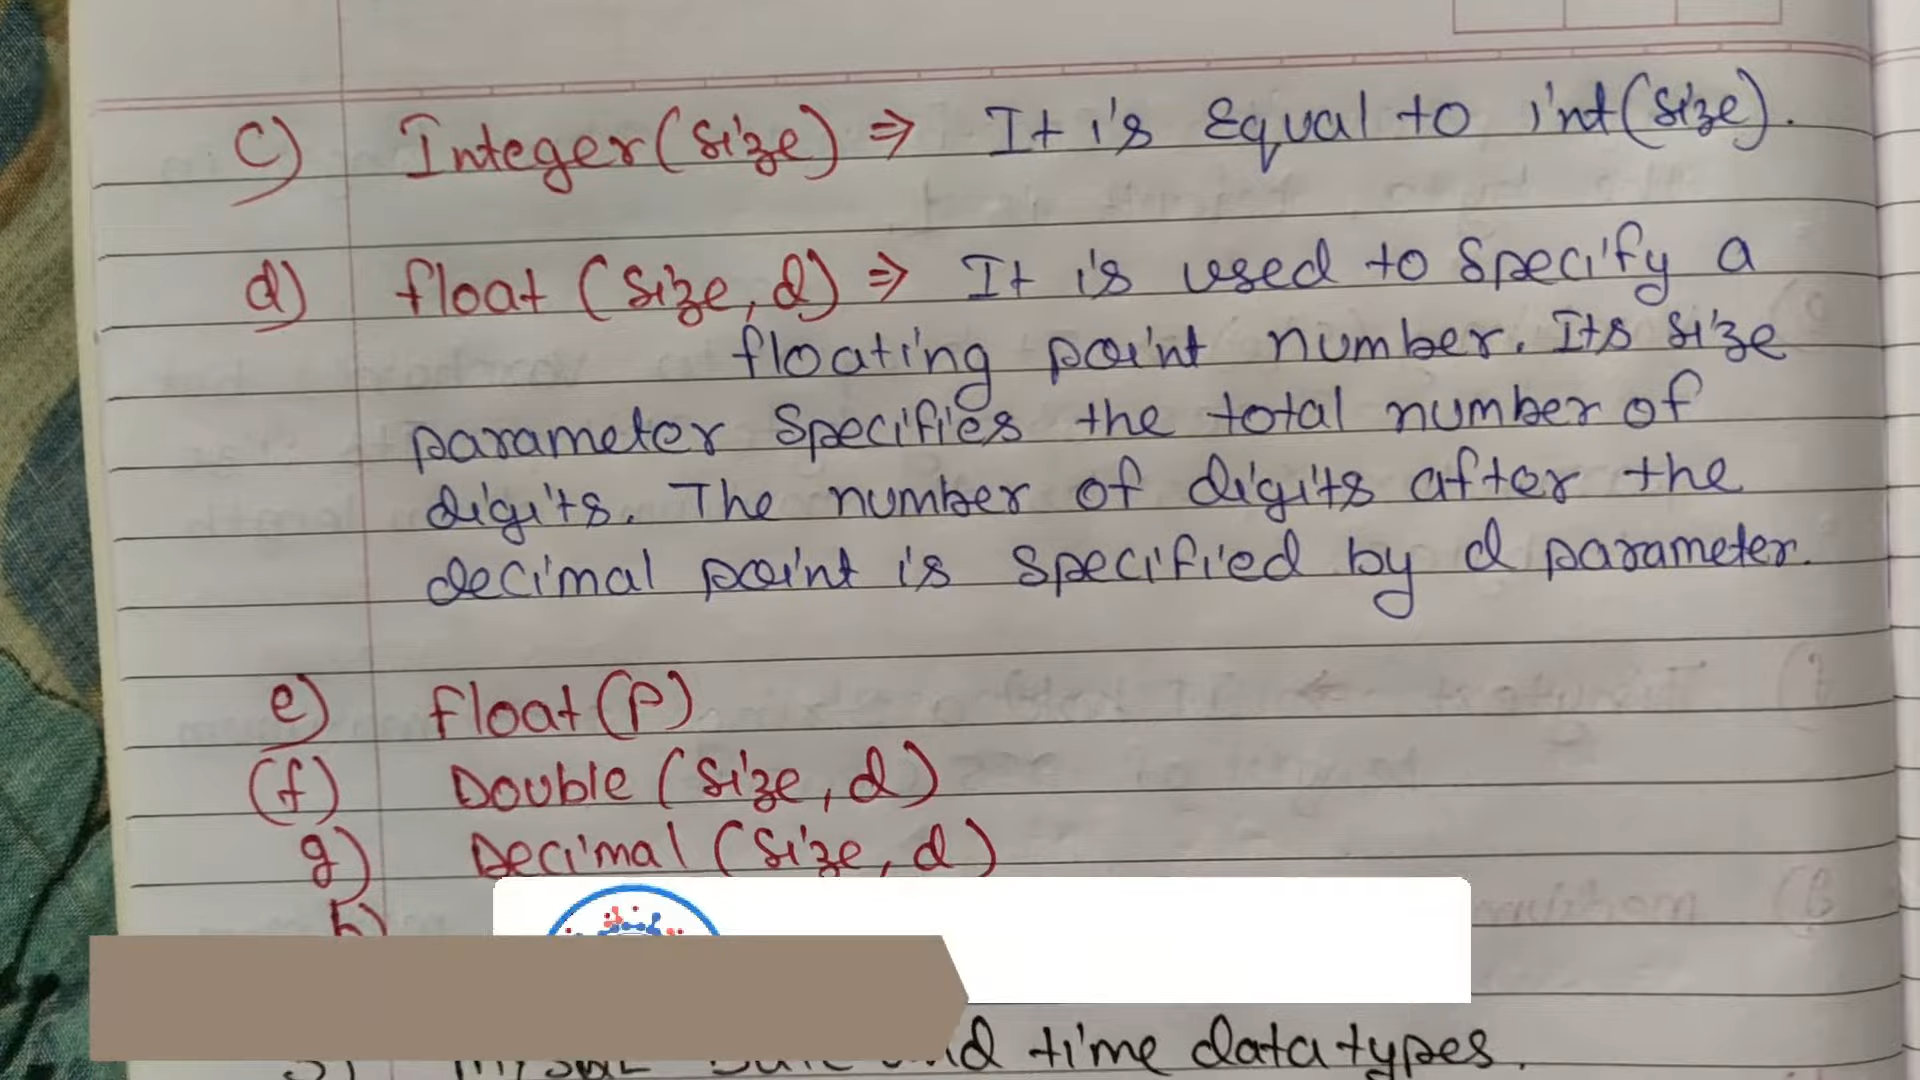 c) Integer(Size) ⇒ It is Equal to int(Size).
d) float (Size, d) ⇒ It is used to Specify a
floating point number. Its size
parameter Specifies the total number of
digits. The number of digits after the
decimal point is specified by d parameter.
e) float(P)
(f) Double (Size, d)
g) Decimal (Size, d)
h)
time data types.